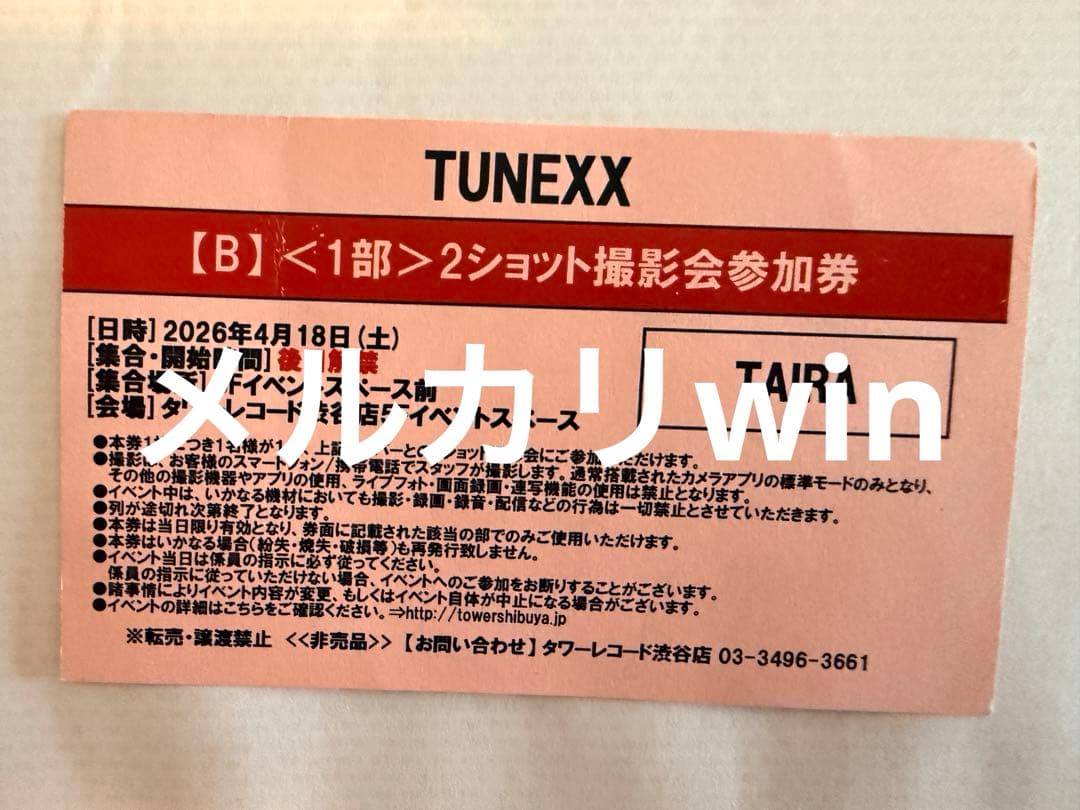 TUNEXX
【B】<1部>2ショット撮影会参加券
[日時] 2026年4月18日(土)
[集合・開始時間] 後日解禁
[集合場所] Fイベントスペース前
[会場] タワーレコード渋谷店5Fイベントスペース
TAIRA
メルカリwin
●本券1 つき1名様が1 上記 バーとの ショット 会にご参加 ただけます。
●撮影は、お客様のスマートフォン/携帯電話でスタッフが撮影します。通常搭載されたカメラアプリの標準モードのみとなり、
その他の撮影機器やアプリの使用、ライブフォト・画面録画・連写機能の使用は禁止となります。
●イベント中は、いかなる機材においても撮影・録画・録音・配信などの行為は一切禁止とさせていただきます。
●列が途切れ次第終了となります。
●本券は当日限り有効となり、券面に記載された該当の部でのみご使用いただけます。
●本券はいかなる場合(紛失・焼失・破損等)も再発行致しません。
●イベント当日は係員の指示に必ず従ってください。
係員の指示に従っていただけない場合、イベントへのご参加をお断りすることがございます。
●諸事情によりイベント内容が変更、もしくはイベント自体が中止になる場合がございます。
●イベントの詳細はこちらをご確認ください。⇒http://towershibuya.jp
※転売・譲渡禁止 <<非売品>> 【お問い合わせ】タワーレコード渋谷店 03-3496-3661